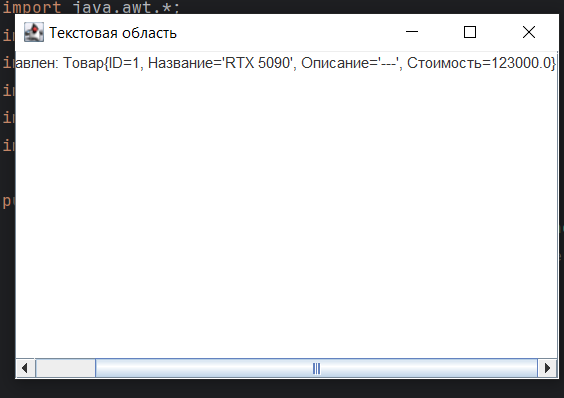 import java.awt.*;
Текстовая область
авлен: Товар{ID=1, Название='RTX 5090', Описание='---', Стоимость=123000.0}